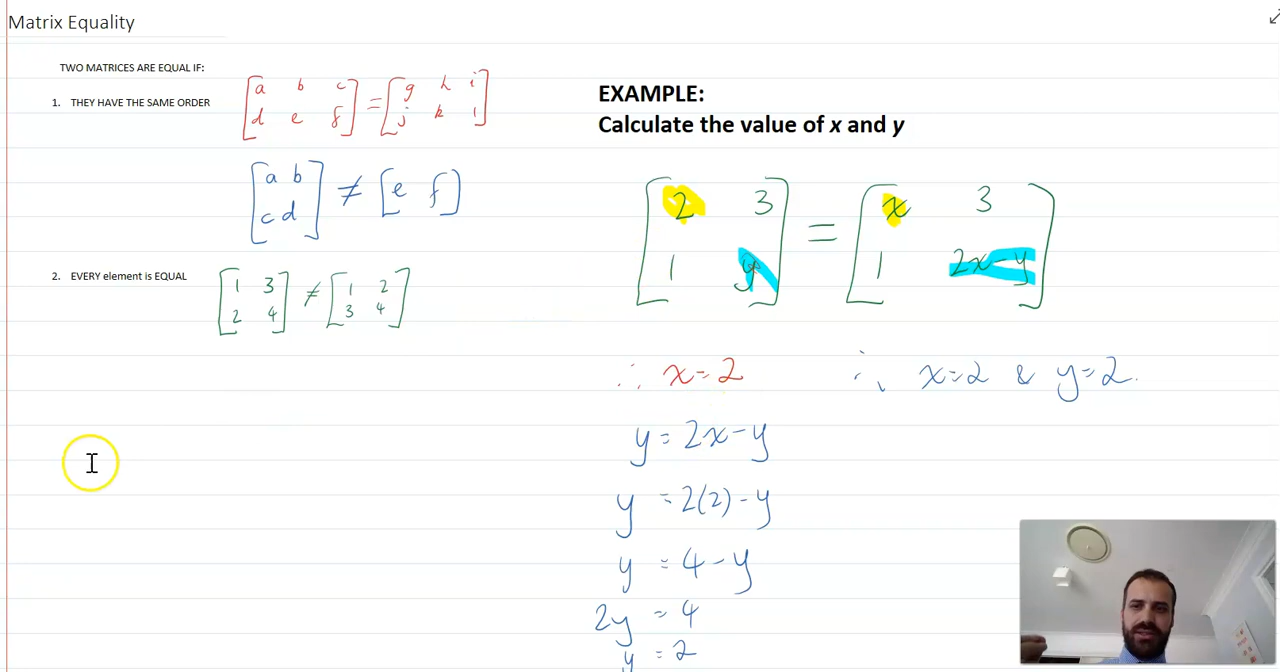 Matrix Equality
TWO MATRICES ARE EQUAL IF:
1. THEY HAVE THE SAME ORDER
[a b c
d e f] = [g h i
j k l]
[a b
c d] ≠ [e f]
2. EVERY element is EQUAL
[1 3
2 4] ≠ [1 2
3 4]
EXAMPLE:
Calculate the value of x and y
[2 3
1 y] = [x 3
1 2x-y]
∴ x=2
y = 2x-y
y = 2(2)-y
y = 4-y
2y = 4
y = 2
∴ x=2 & y=2.